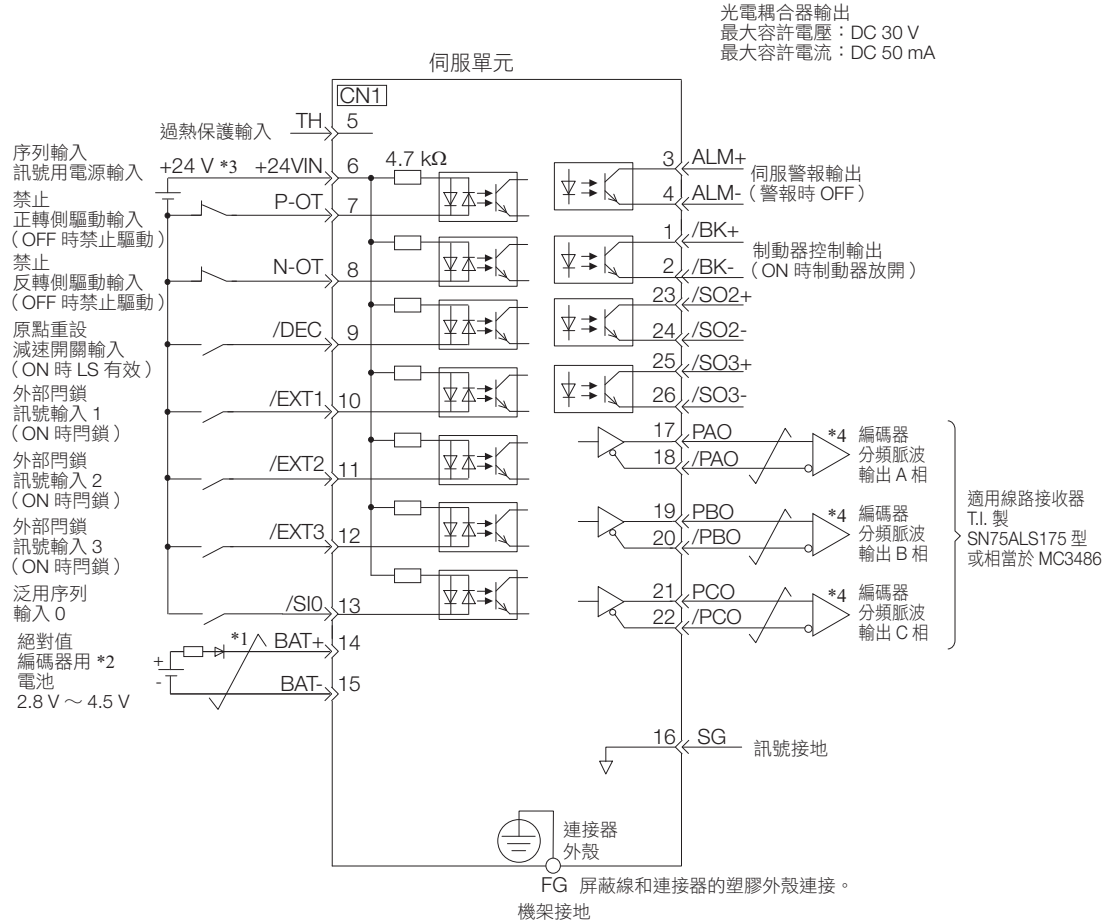 光電耦合器輸出
最大容許電壓：DC 30 V
最大容許電流：DC 50 mA
伺服單元
CN1
過熱保護輸入 TH 5
序列輸入
訊號用電源輸入 +24 V *3 +24VIN 6 4.7 kΩ
禁止
正轉側驅動輸入
（OFF 時禁止驅動）
P-OT 7
禁止
反轉側驅動輸入
（OFF 時禁止驅動）
N-OT 8
原點重設
減速開關輸入
（ON 時 LS 有效）
/DEC 9
外部閂鎖
訊號輸入 1
（ON 時閂鎖）
/EXT1 10
外部閂鎖
訊號輸入 2
（ON 時閂鎖）
/EXT2 11
外部閂鎖
訊號輸入 3
（ON 時閂鎖）
/EXT3 12
泛用序列
輸入 0
/SI0 13
絕對值
編碼器用 *2
電池
2.8 V ～ 4.5 V
+
-
*1
BAT+ 14
BAT- 15
3 ALM+
4 ALM-
伺服警報輸出
（警報時 OFF）
1 /BK+
2 /BK-
制動器控制輸出
（ON 時制動器放開）
23 /SO2+
24 /SO2-
25 /SO3+
26 /SO3-
17 PAO
18 /PAO
*4 編碼器
分頻脈波
輸出 A 相
19 PBO
20 /PBO
*4 編碼器
分頻脈波
輸出 B 相
21 PCO
22 /PCO
*4 編碼器
分頻脈波
輸出 C 相
適用線路接收器
T.I. 製
SN75ALS175 型
或相當於 MC3486
16 SG 訊號接地
連接器
外殼
FG 屏蔽線和連接器的塑膠外殼連接。
機架接地